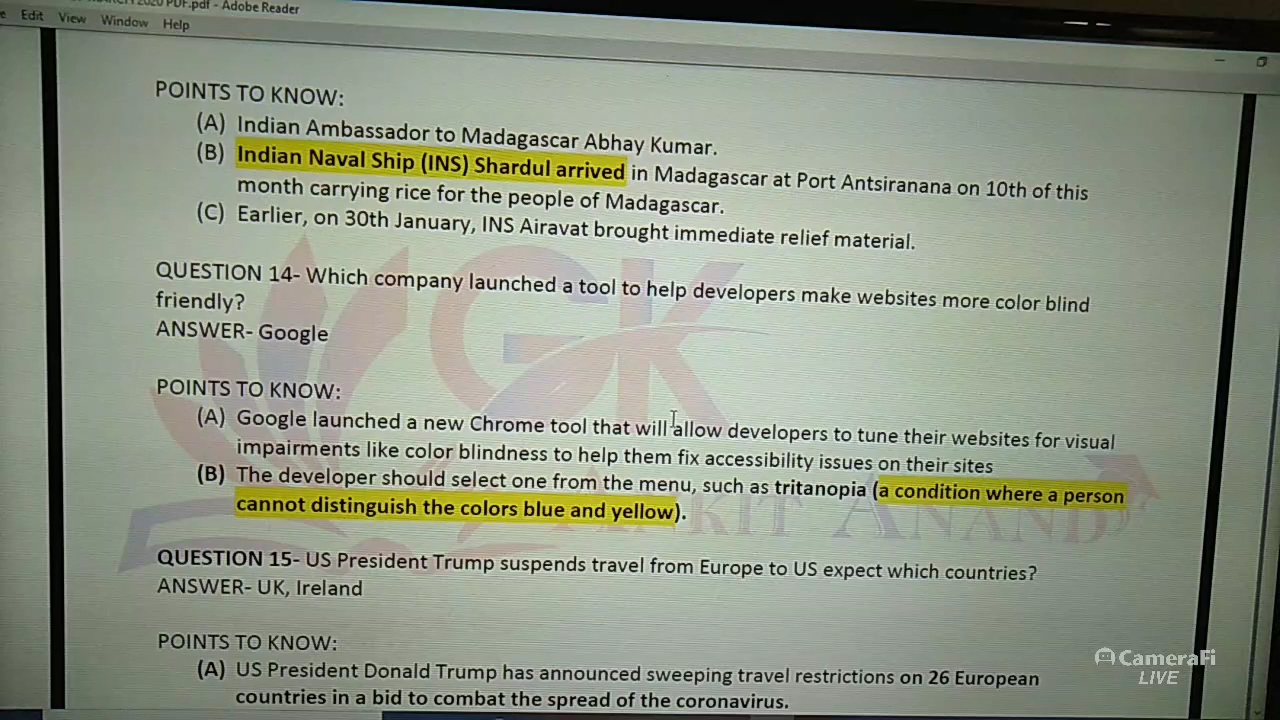 2020 PDF.pdf - Adobe Reader
Edit View Window Help
POINTS TO KNOW:
(A) Indian Ambassador to Madagascar Abhay Kumar.
(B) Indian Naval Ship (INS) Shardul arrived in Madagascar at Port Antsiranana on 10th of this
month carrying rice for the people of Madagascar.
(C) Earlier, on 30th January, INS Airavat brought immediate relief material.
QUESTION 14- Which company launched a tool to help developers make websites more color blind
friendly?
ANSWER- Google
GK
POINTS TO KNOW:
(A) Google launched a new Chrome tool that will allow developers to tune their websites for visual
impairments like color blindness to help them fix accessibility issues on their sites
(B) The developer should select one from the menu, such as tritanopia (a condition where a person
cannot distinguish the colors blue and yellow).
ANKIT ANAND
QUESTION 15- US President Trump suspends travel from Europe to US expect which countries?
ANSWER- UK, Ireland
POINTS TO KNOW:
(A) US President Donald Trump has announced sweeping travel restrictions on 26 European
countries in a bid to combat the spread of the coronavirus.
CameraFi
LIVE